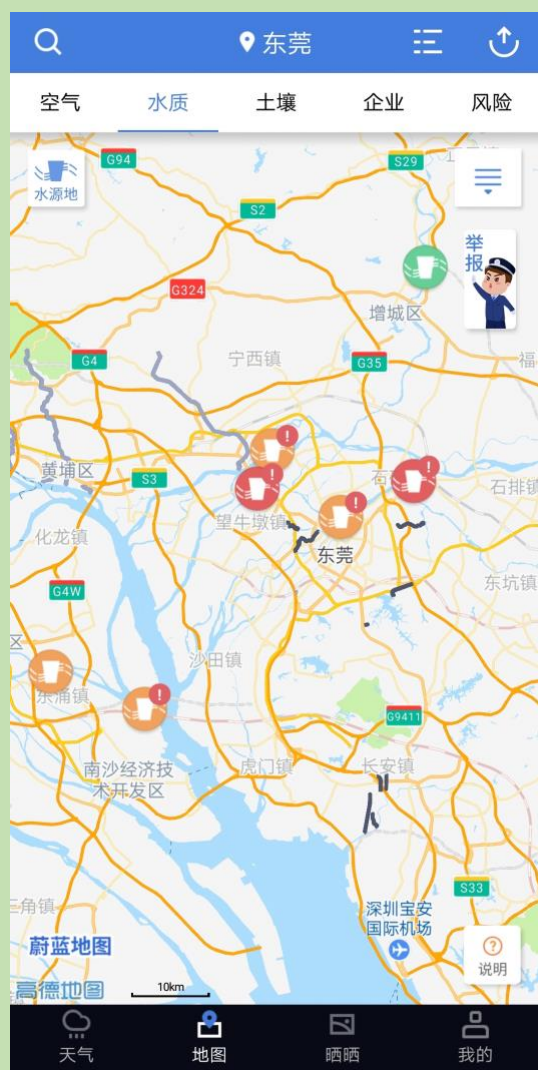 东莞
空气
水质
土壤
企业
风险
G94
S29
水源地
S2
举
报
G324
增城区
宁西镇
G4
G35
福
黄埔区
S3
石
石排镇
!
!
!
!
望牛墩镇
化龙镇
东莞
东坑镇
G4W
区
沙田镇
东涌镇
!
G9411
南沙经济技
术开发区
虎门镇
长安镇
S33
三角镇
深圳宝安
国际机场
蔚蓝地图
?
说明
高德地图
10km
天气
地图
晒晒
我的